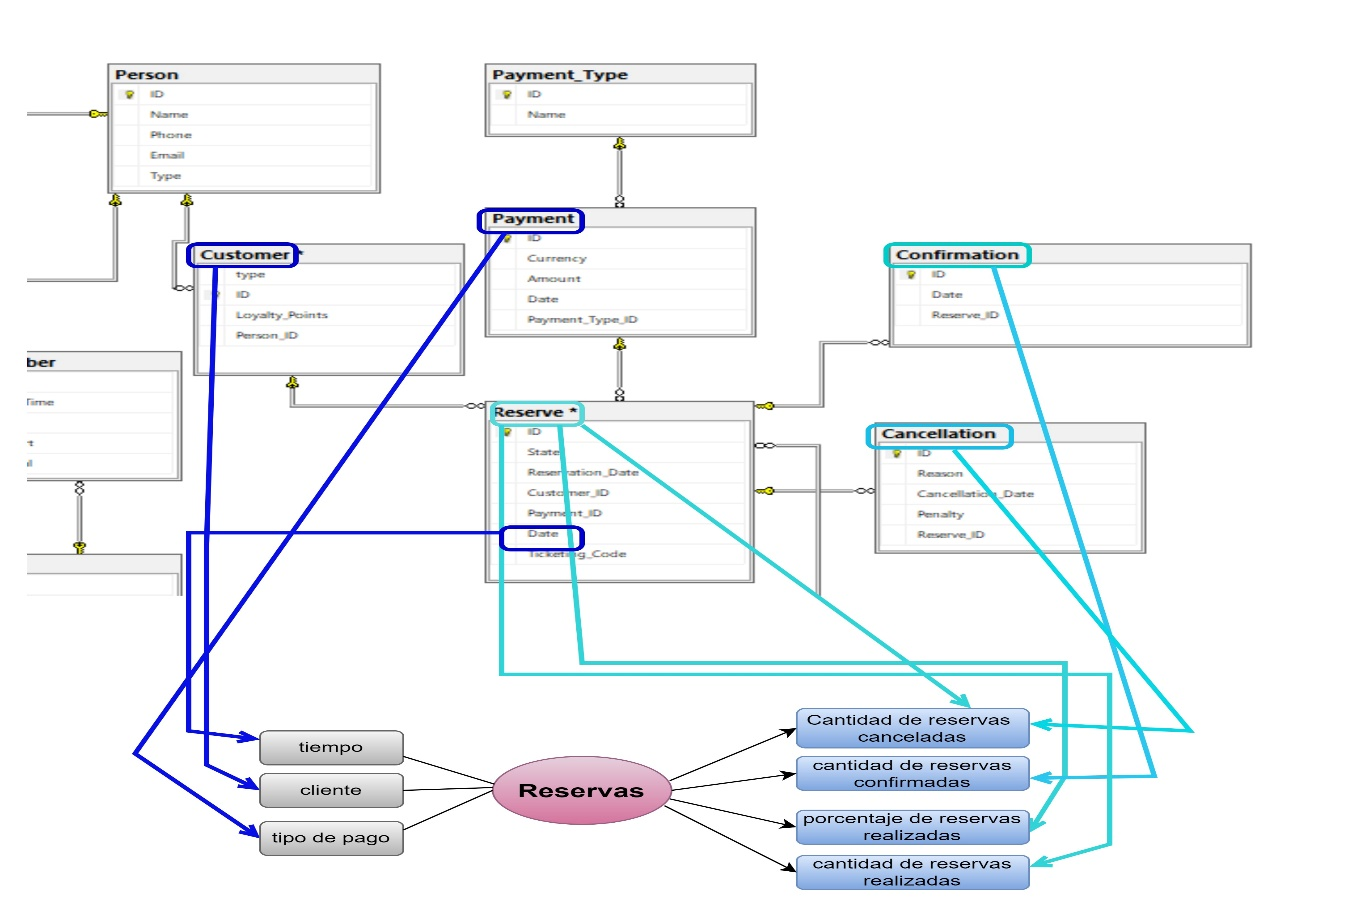 Person
ID
Name
Phone
Email
Type
Payment_Type
ID
Name
Customer *
type
ID
Loyalty_Points
Person_ID
Payment
ID
Currency
Amount
Date
Payment_Type_ID
Confirmation
ID
Date
Reserve_ID
ber
Time
rt
al
Reserve *
ID
State
Reservation_Date
Customer_ID
Payment_ID
Date
Ticketing_Code
Cancellation
ID
Reason
Cancellation_Date
Penalty
Reserve_ID
tiempo
cliente
tipo de pago
Reservas
Cantidad de reservas
canceladas
cantidad de reservas
confirmadas
porcentaje de reservas
realizadas
cantidad de reservas
realizadas